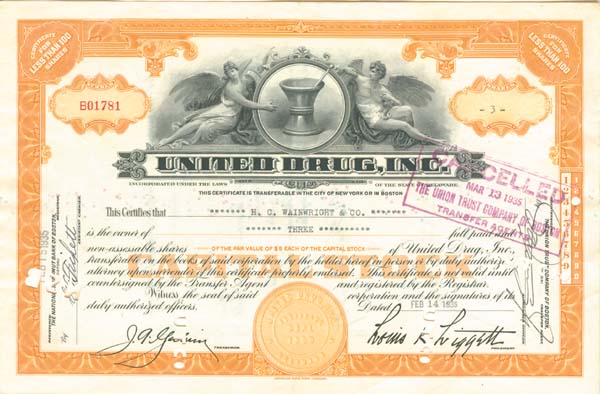 CERTIFICATE
FOR
LESS THAN 100
SHARES
CERTIFICATE
FOR
LESS THAN 100
SHARES
B01781
- 3 -
UNITED DRUG, INC.
INCORPORATED UNDER THE LAWS OF THE STATE OF DELAWARE.
THIS CERTIFICATE IS TRANSFERABLE IN THE CITY OF NEW YORK OR IN BOSTON
CANCELLED
MAR 13 1935
THE UNION TRUST COMPANY OF BOSTON
TRANSFER AGENT
This Certifies that H. C. WAINWRIGHT & CO.
is the owner of THREE full paid and
non-assessable shares OF THE PAR VALUE OF $5 EACH OF THE CAPITAL STOCK of United Drug, Inc.,
transferable on the books of said corporation by the holder hereof in person or by duly authorized
attorney upon surrender of this certificate properly endorsed. This certificate is not valid until
countersigned by the Transfer Agent and registered by the Registrar.
Witness the seal of said corporation and the signatures of its
duly authorized officers. Dated FEB 14 1935
Louis K Liggett
TREASURER
PRESIDENT